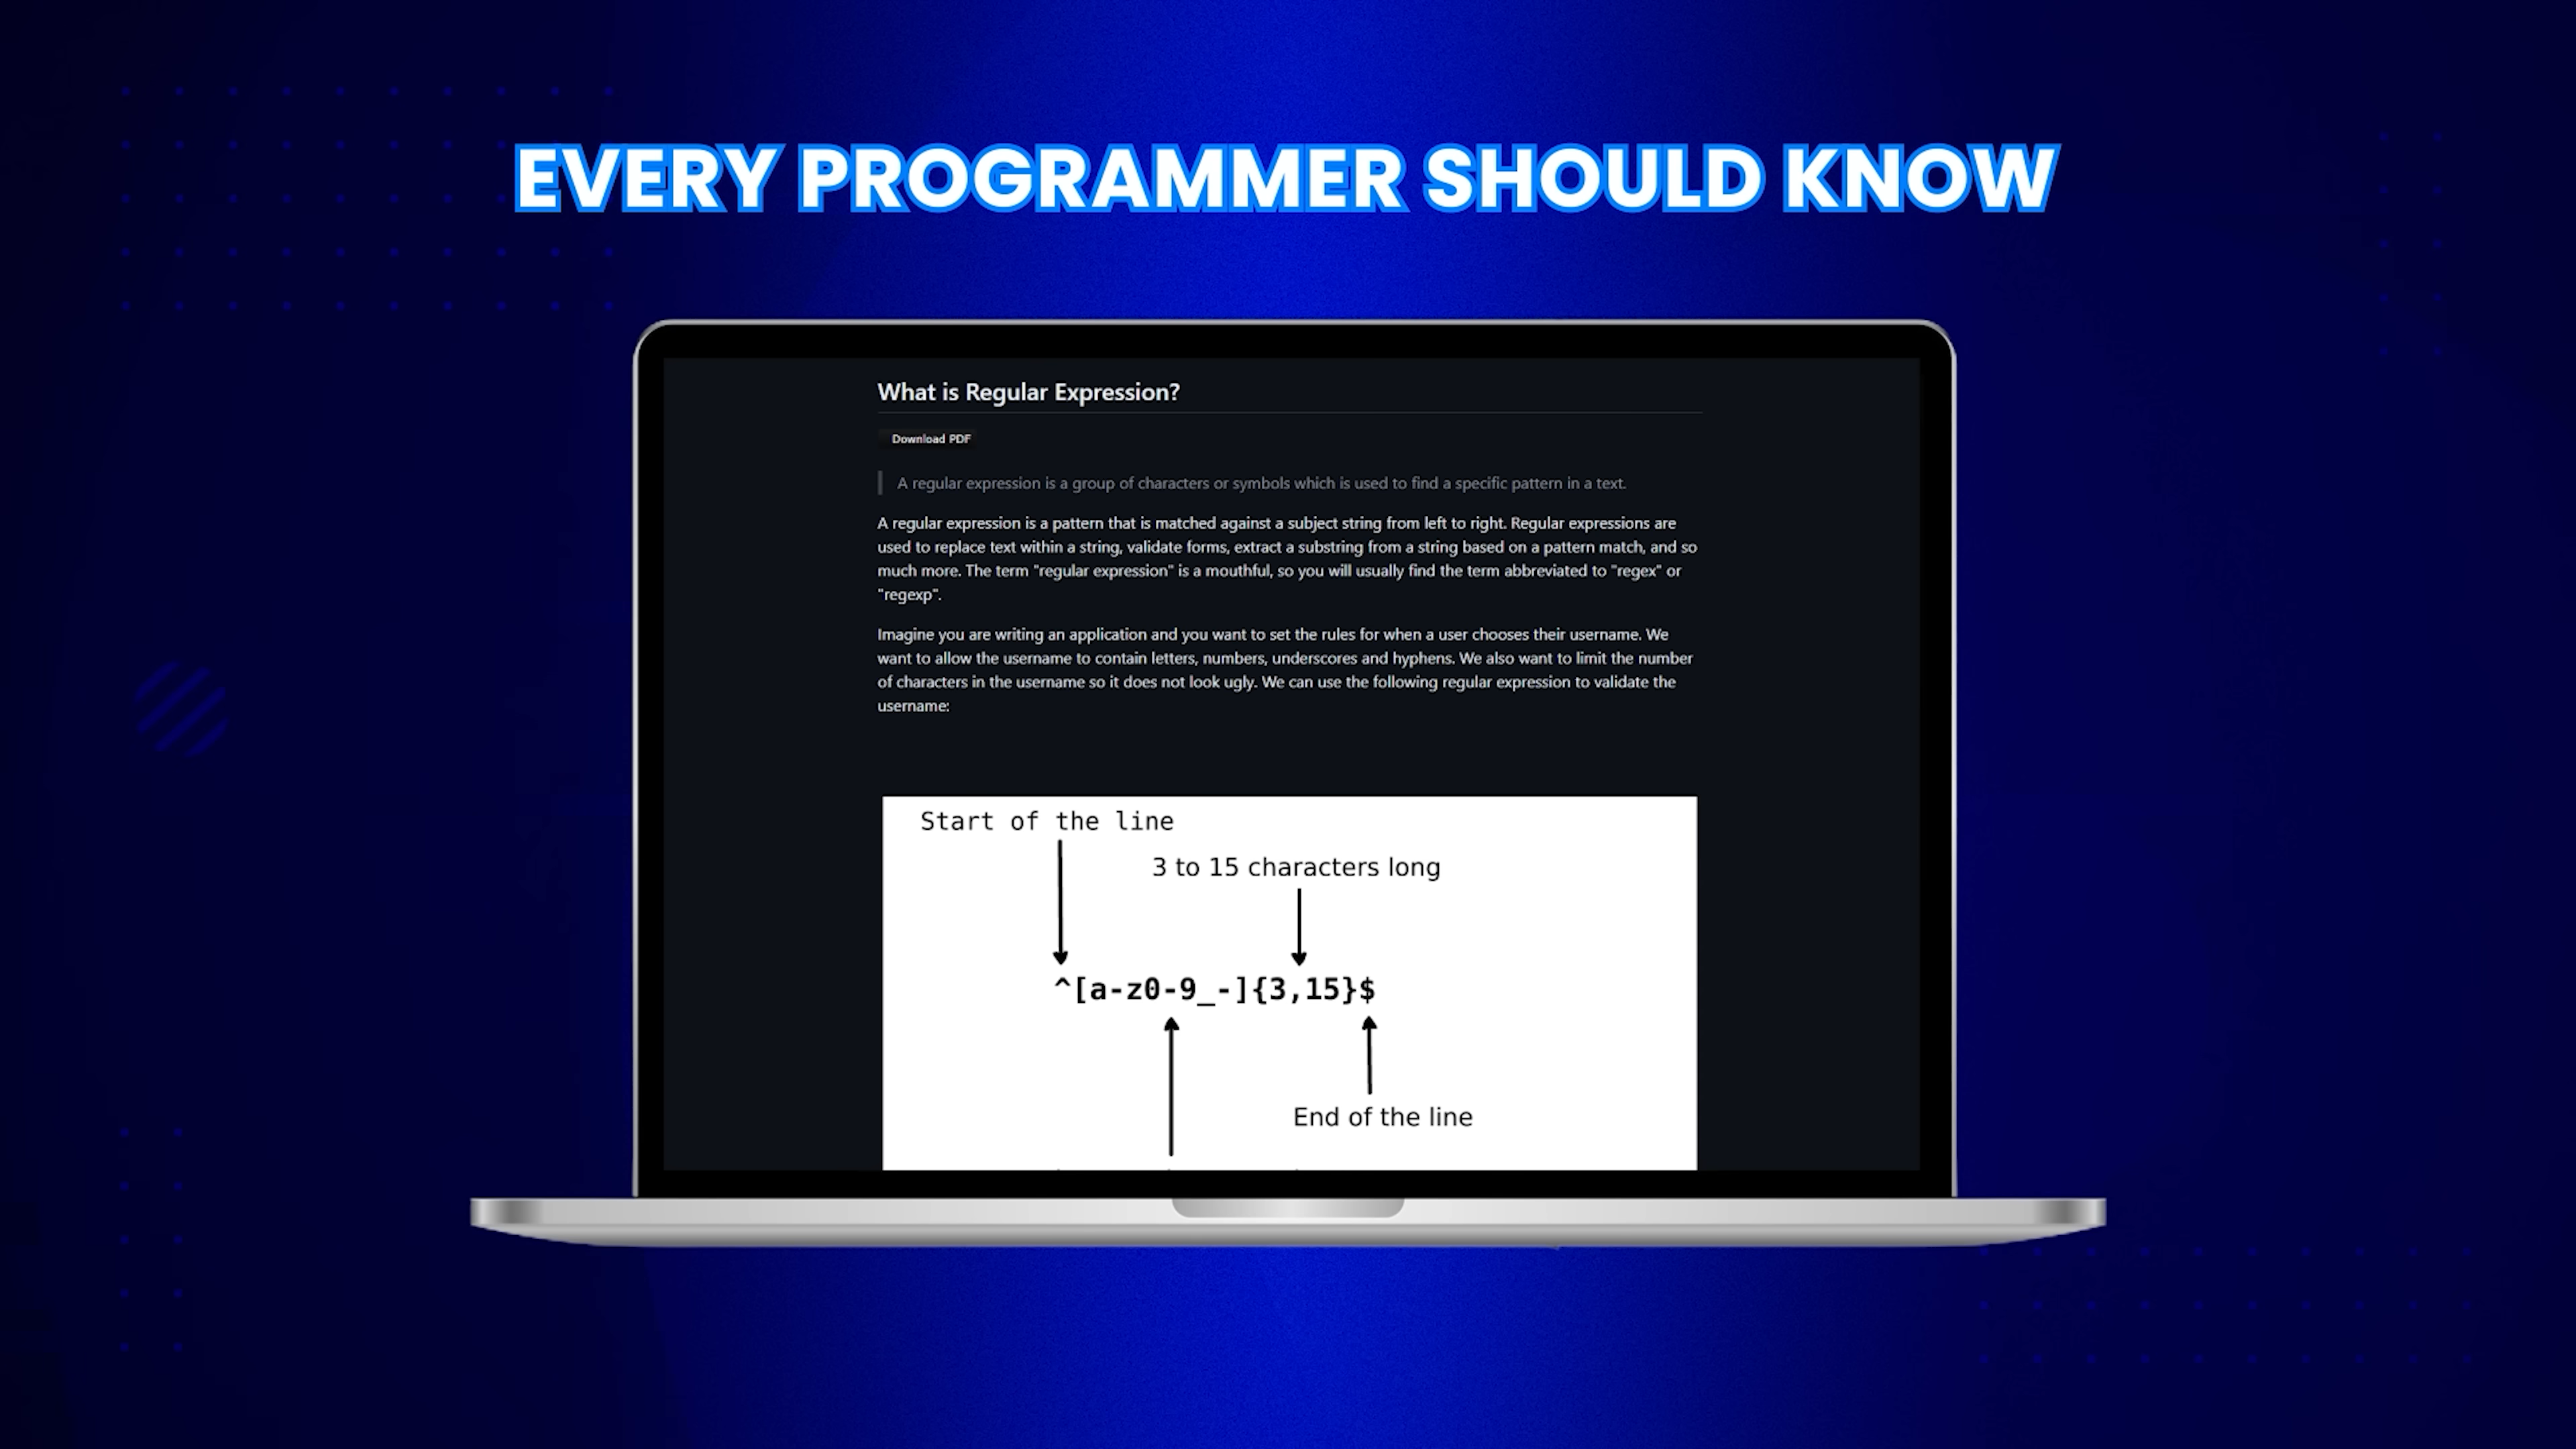 EVERY PROGRAMMER SHOULD KNOW
What is Regular Expression?
Download PDF
A regular expression is a group of characters or symbols which is used to find a specific pattern in a text.
A regular expression is a pattern that is matched against a subject string from left to right. Regular expressions are
used to replace text within a string, validate forms, extract a substring from a string based on a pattern match, and so
much more. The term "regular expression" is a mouthful, so you will usually find the term abbreviated to "regex" or
"regexp".
Imagine you are writing an application and you want to set the rules for when a user chooses their username. We
want to allow the username to contain letters, numbers, underscores and hyphens. We also want to limit the number
of characters in the username so it does not look ugly. We can use the following regular expression to validate the
username:
Start of the line
3 to 15 characters long
^[a-z0-9_-]{3,15}$
End of the line